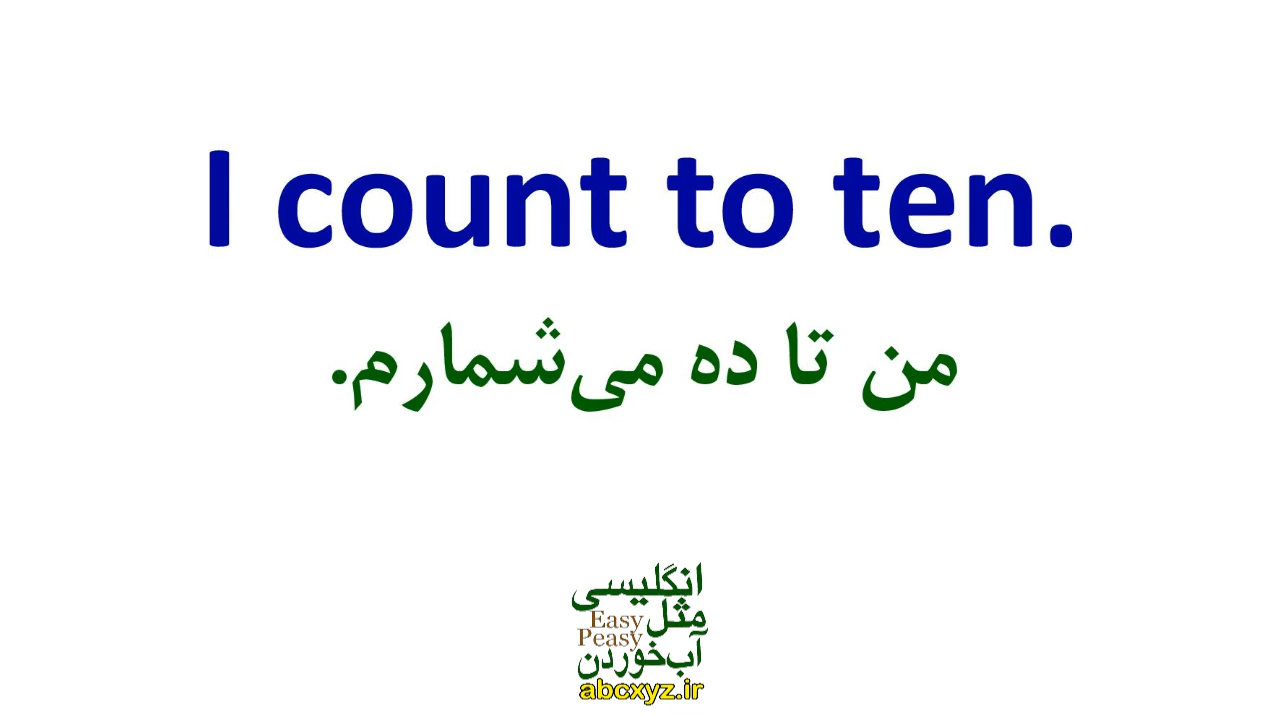 I count to ten.
من تا ده می‌شمارم.
انگلیسی
مثل
Easy
Peasy
آب‌خوردن
abcxyz.ir